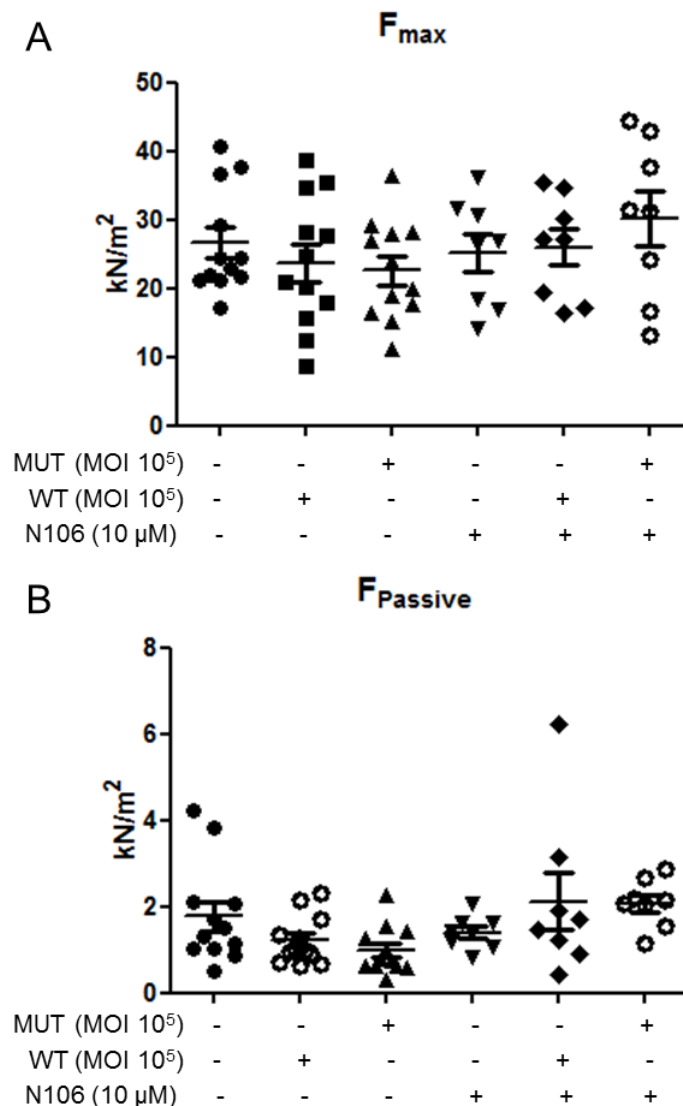 A
Fmax
50
40
30
20
10
0
kN/m²
MUT (MOI 10⁵) - - + - - +
WT (MOI 10⁵) - + - - + -
N106 (10 µM) - - - + + +
B
FPassive
8
6
4
2
0
kN/m²
MUT (MOI 10⁵) - - + - - +
WT (MOI 10⁵) - + - - + -
N106 (10 µM) - - - + + +